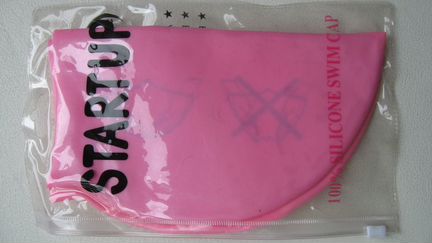 STARTUP
100% SILICONE SWIM CAP